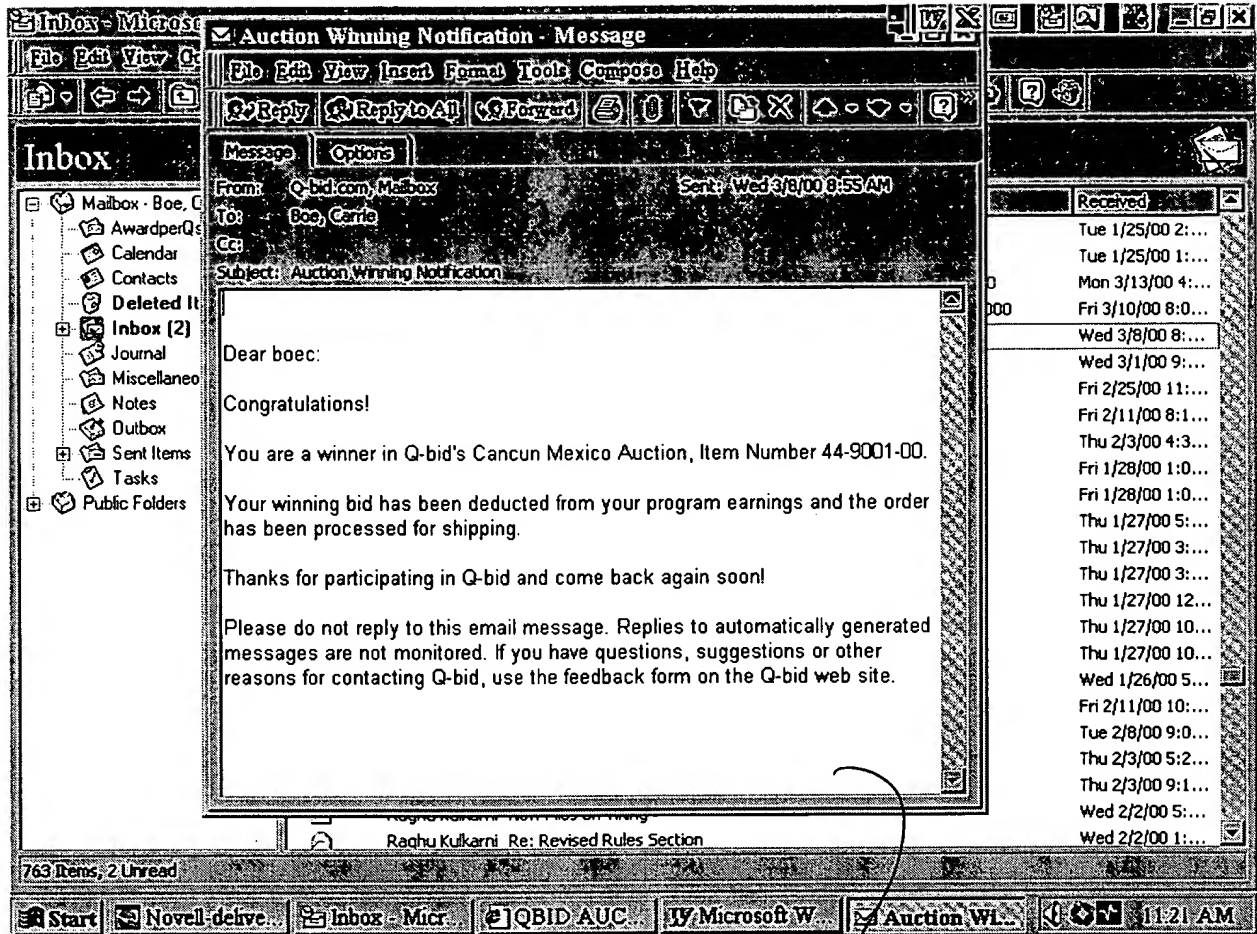 Inbox - Microso
Auction Winning Notification - Message
File Edit View
File Edit View Insert Format Tools Compose Help
Reply Reply to All Forward
Inbox
Message Options
From: Q-bid.com, Mailbox Sent: Wed 3/8/00 8:55 AM
To: Boe, Carrie
Cc:
Subject: Auction Winning Notification
Mailbox - Boe, C
AwardperQs
Calendar
Contacts
Deleted It
Inbox (2)
Journal
Miscellaneo
Notes
Outbox
Sent Items
Tasks
Public Folders
Dear boec:
Congratulations!
You are a winner in Q-bid's Cancun Mexico Auction, Item Number 44-9001-00.
Your winning bid has been deducted from your program earnings and the order
has been processed for shipping.
Thanks for participating in Q-bid and come back again soon!
Please do not reply to this email message. Replies to automatically generated
messages are not monitored. If you have questions, suggestions or other
reasons for contacting Q-bid, use the feedback form on the Q-bid web site.
Received
Tue 1/25/00 2:...
Tue 1/25/00 1:...
Mon 3/13/00 4:...
000 Fri 3/10/00 8:0...
Wed 3/8/00 8:...
Wed 3/1/00 9:...
Fri 2/25/00 11:...
Fri 2/11/00 8:1...
Thu 2/3/00 4:3...
Fri 1/28/00 1:0...
Fri 1/28/00 1:0...
Thu 1/27/00 5:...
Thu 1/27/00 3:...
Thu 1/27/00 3:...
Thu 1/27/00 12...
Thu 1/27/00 10...
Thu 1/27/00 10...
Wed 1/26/00 5...
Fri 2/11/00 10:...
Tue 2/8/00 9:0...
Thu 2/3/00 5:2...
Thu 2/3/00 9:1...
Wed 2/2/00 5:...
Raghu Kulkarni Re: Revised Rules Section Wed 2/2/00 1:...
763 Items, 2 Unread
Start Novell-delive... Inbox - Micr... QBID AUC... Microsoft W... Auction Wi... 11:21 AM